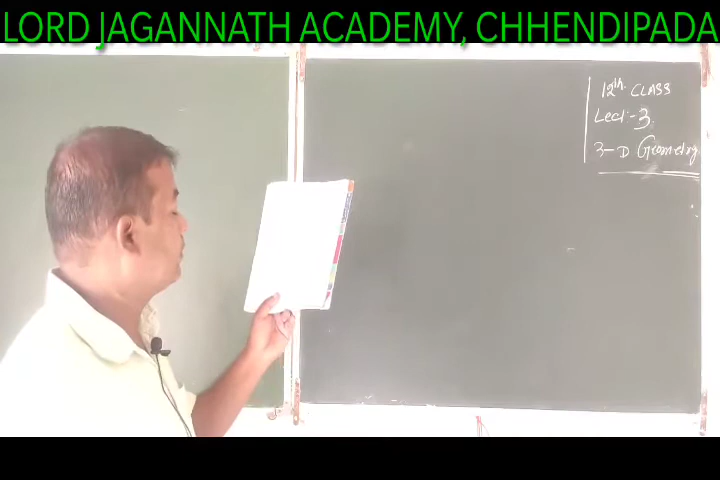 LORD JAGANNATH ACADEMY, CHHENDIPADA
12th. CLASS
Lect:-3.
3-D Geometry